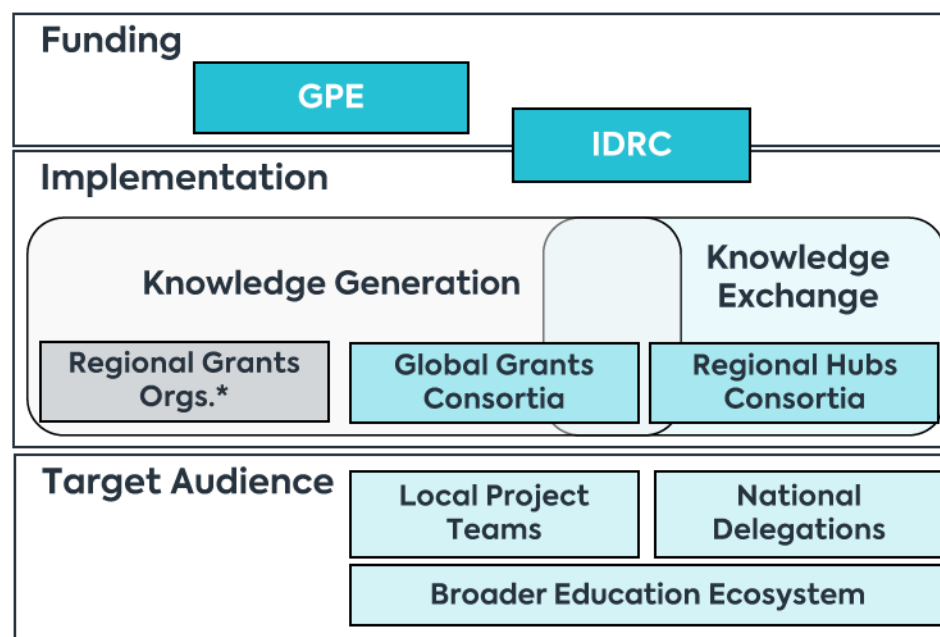 Funding
GPE
IDRC
Implementation
Knowledge Generation
Knowledge
Exchange
Regional Grants
Orgs.*
Global Grants
Consortia
Regional Hubs
Consortia
Target Audience
Local Project
Teams
National
Delegations
Broader Education Ecosystem